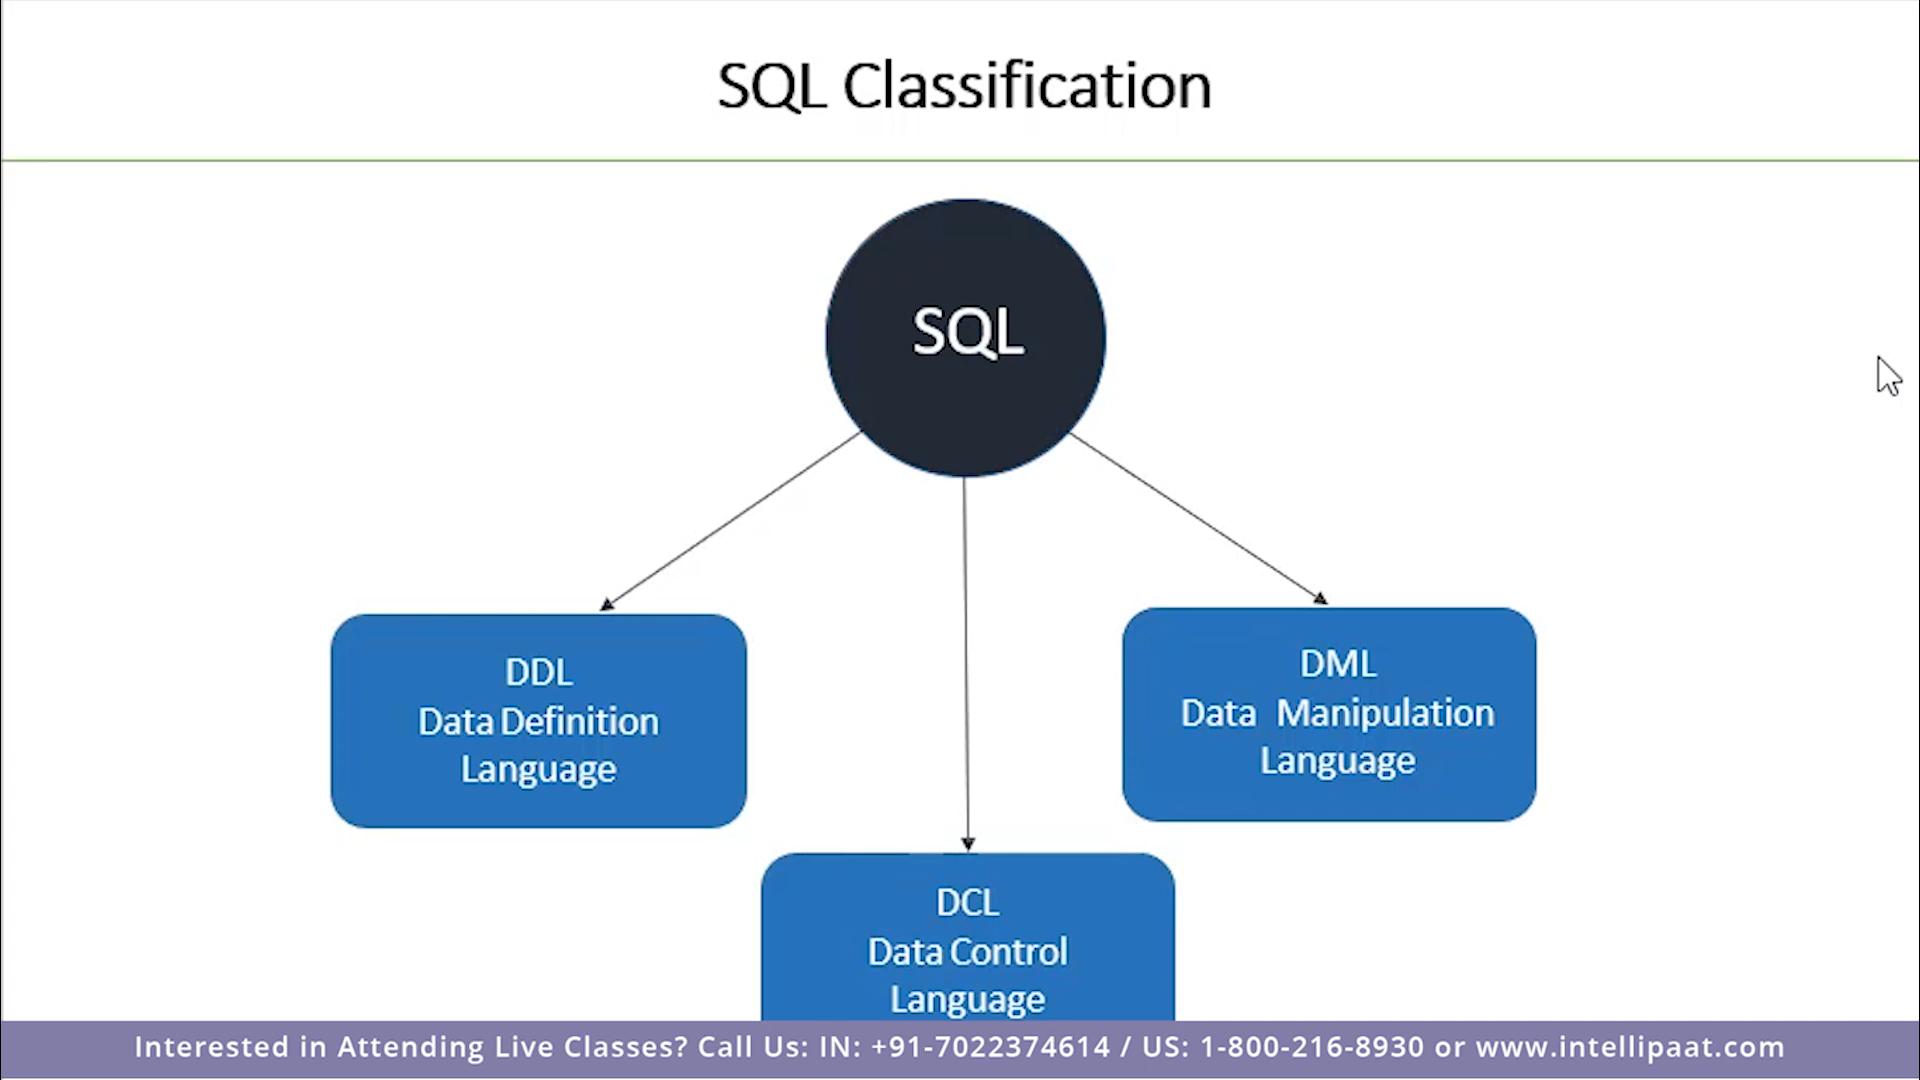 SQL Classification
SQL
DDL
Data Definition
Language
DML
Data Manipulation
Language
DCL
Data Control
Language
Interested in Attending Live Classes? Call Us: IN: +91-7022374614 / US: 1-800-216-8930 or www.intellipaat.com